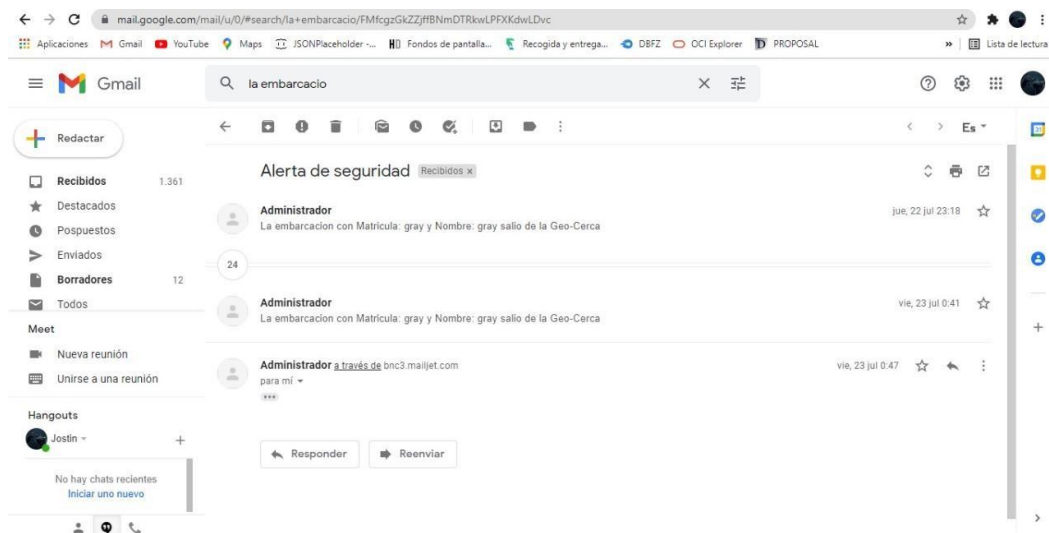 mail.google.com/mail/u/0/#search/la+embarcacio/FMfcgzGkZZjffBNmDTRkwLPFXKdwLDvc
Aplicaciones Gmail YouTube Maps JSONPlaceholder -... Fondos de pantalla... Recogida y entrega... DBFZ OCI Explorer PROPOSAL » Lista de lectura
Gmail la embarcacio
Redactar Es
Alerta de seguridad Recibidos x
Recibidos 1.361
Destacados
Pospuestos
Enviados
Borradores 12
Todos
Administrador jue, 22 jul 23:18
La embarcacion con Matricula: gray y Nombre: gray salio de la Geo-Cerca
24
Administrador vie, 23 jul 0:41
La embarcacion con Matricula: gray y Nombre: gray salio de la Geo-Cerca
Administrador a través de bnc3.mailjet.com vie, 23 jul 0:47
para mí
Responder Reenviar
Meet
Nueva reunión
Unirse a una reunión
Hangouts
Jostin
No hay chats recientes
Iniciar uno nuevo